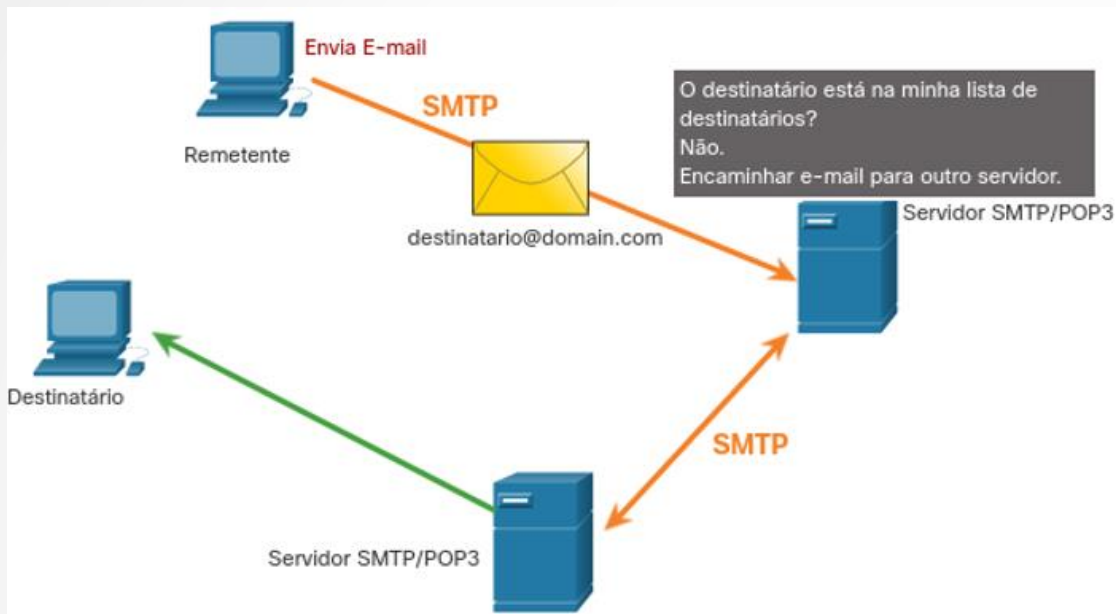 Envia E-mail
SMTP
Remetente
destinatario@domain.com
O destinatário está na minha lista de
destinatários?
Não.
Encaminhar e-mail para outro servidor.
Servidor SMTP/POP3
Destinatário
SMTP
Servidor SMTP/POP3